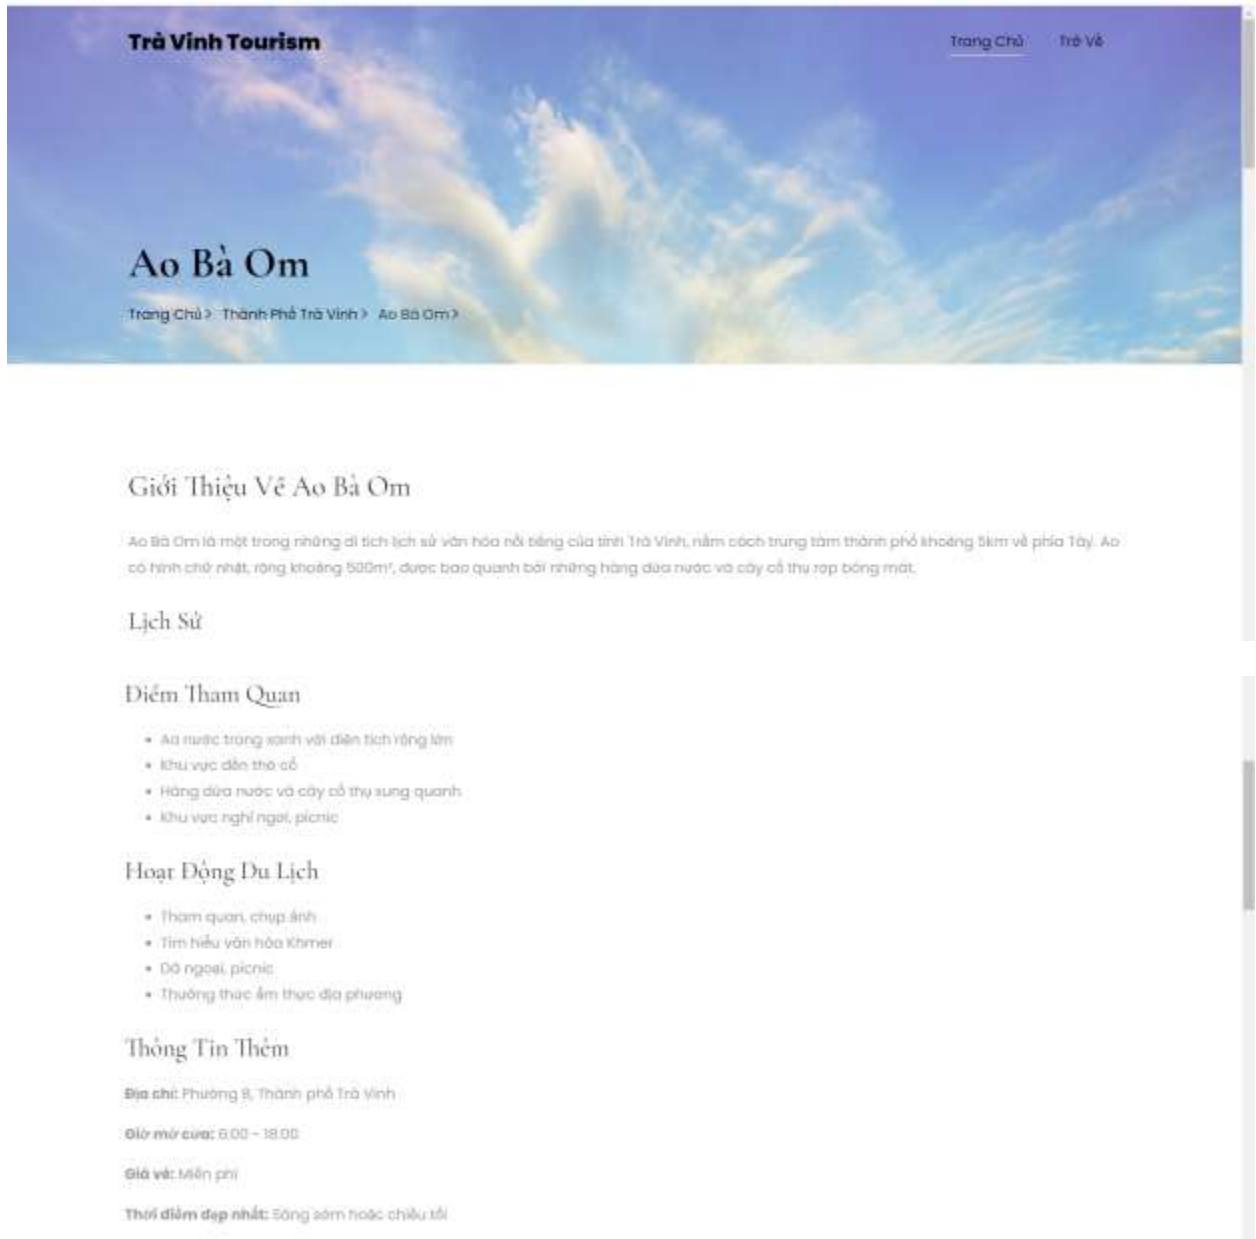 Trà Vinh Tourism
Trang Chủ Trở Về
Ao Bà Om
Trang Chủ > Thành Phố Trà Vinh > Ao Bà Om >
Giới Thiệu Về Ao Bà Om
Ao Bà Om là một trong những di tích lịch sử văn hóa nổi tiếng của tỉnh Trà Vinh, nằm cách trung tâm thành phố khoảng 5km về phía Tây. Ao
có hình chữ nhật, rộng khoảng 500m², được bao quanh bởi những hàng dừa nước và cây cổ thụ rợp bóng mát.
Lịch Sử
Điểm Tham Quan
• Ao nước trong xanh với diện tích rộng lớn
• Khu vực đền thờ cổ
• Hàng dừa nước và cây cổ thụ xung quanh
• Khu vực nghỉ ngơi, picnic
Hoạt Động Du Lịch
• Tham quan, chụp ảnh
• Tìm hiểu văn hóa Khmer
• Dã ngoại, picnic
• Thưởng thức ẩm thực địa phương
Thông Tin Thêm
Địa chỉ: Phường 8, Thành phố Trà Vinh
Giờ mở cửa: 6:00 - 18:00
Giá vé: Miễn phí
Thời điểm đẹp nhất: Sáng sớm hoặc chiều tối